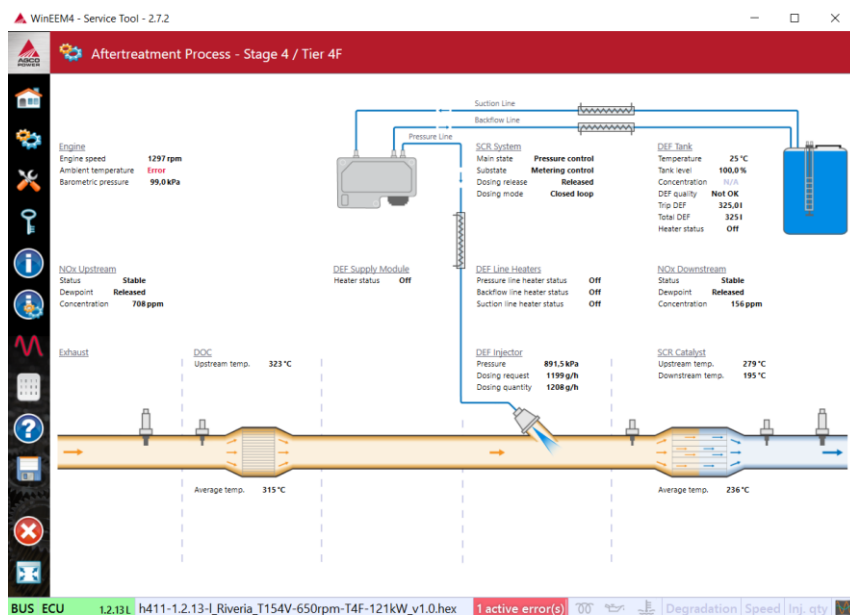 WinEEM4 - Service Tool - 2.7.2
AGCO POWER
Aftertreatment Process - Stage 4 / Tier 4F
Suction Line
Backflow Line
Pressure Line
Engine
Engine speed 1297 rpm
Ambient temperature Error
Barometric pressure 99,0 kPa
SCR System
Main state Pressure control
Substate Metering control
Dosing release Released
Dosing mode Closed loop
DEF Tank
Temperature 25 °C
Tank level 100,0 %
Concentration N/A
DEF quality Not OK
Trip DEF 325,0 l
Total DEF 325 l
Heater status Off
NOx Upstream
Status Stable
Dewpoint Released
Concentration 708 ppm
DEF Supply Module
Heater status Off
DEF Line Heaters
Pressure line heater status Off
Backflow line heater status Off
Suction line heater status Off
NOx Downstream
Status Stable
Dewpoint Released
Concentration 156 ppm
Exhaust
DOC
Upstream temp. 323 °C
DEF Injector
Pressure 891,5 kPa
Dosing request 1199 g/h
Dosing quantity 1208 g/h
SCR Catalyst
Upstream temp. 279 °C
Downstream temp. 195 °C
Average temp. 315 °C
Average temp. 236 °C
BUS ECU 1.2.13 L h411-1.2.13-l_Riveria_T154V-650rpm-T4F-121kW_v1.0.hex 1 active error(s) Degradation Speed Inj. qty